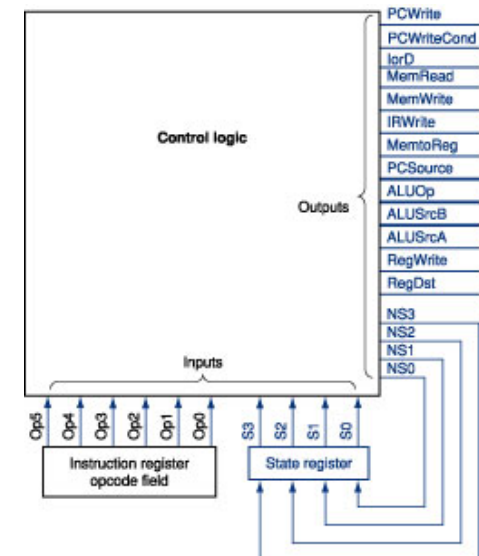 PCWrite
PCWriteCond
IorD
MemRead
MemWrite
IRWrite
MemtoReg
PCSource
ALUOp
ALUSrcB
ALUSrcA
RegWrite
RegDst
NS3
NS2
NS1
NS0
Control logic
Outputs
Inputs
Op5
Op4
Op3
Op2
Op1
Op0
S3
S2
S1
S0
Instruction register
opcode field
State register